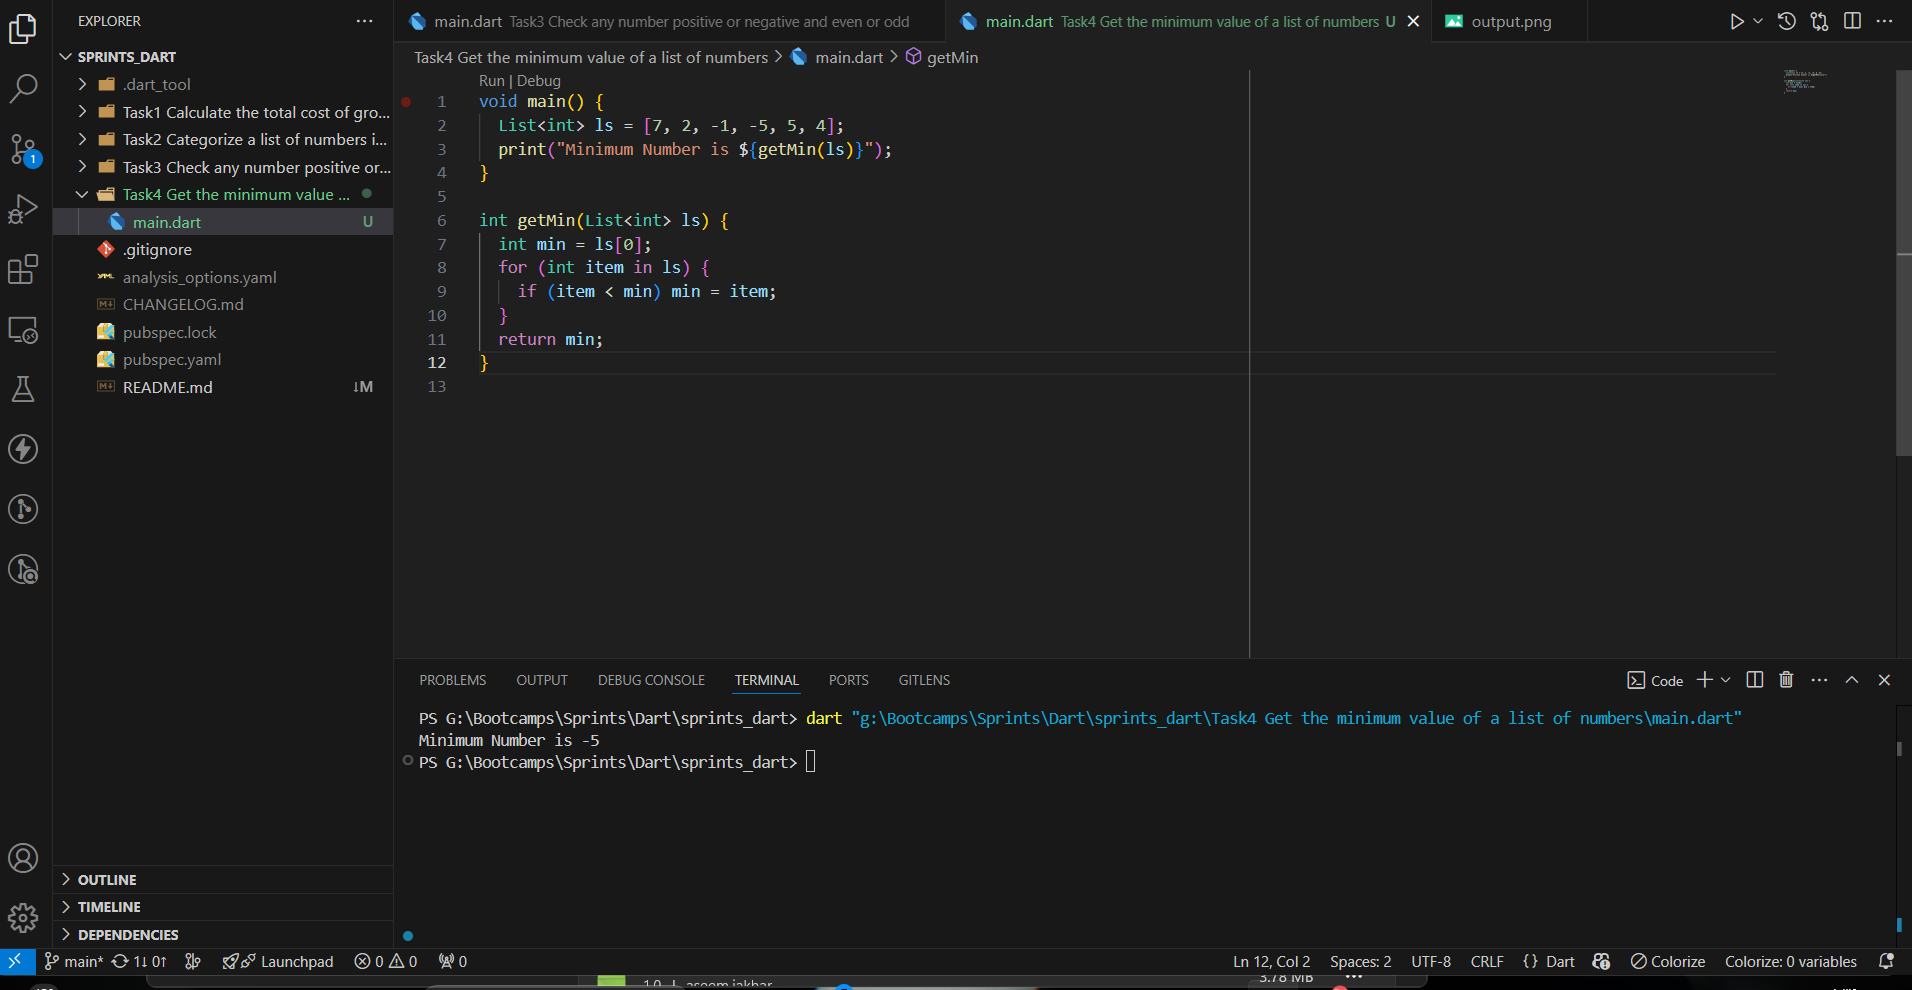 EXPLORER
SPRINTS_DART
.dart_tool
Task1 Calculate the total cost of gro...
Task2 Categorize a list of numbers i...
Task3 Check any number positive or...
Task4 Get the minimum value ...
main.dart U
.gitignore
analysis_options.yaml
CHANGELOG.md
pubspec.lock
pubspec.yaml
README.md ↓M
OUTLINE
TIMELINE
DEPENDENCIES
1
main.dart Task3 Check any number positive or negative and even or odd
main.dart Task4 Get the minimum value of a list of numbers U
output.png
Task4 Get the minimum value of a list of numbers > main.dart > getMin
Run | Debug
1 void main() {
2 List<int> ls = [7, 2, -1, -5, 5, 4];
3 print("Minimum Number is ${getMin(ls)}");
4 }
5
6 int getMin(List<int> ls) {
7 int min = ls[0];
8 for (int item in ls) {
9 if (item < min) min = item;
10 }
11 return min;
12 }
13
PROBLEMS OUTPUT DEBUG CONSOLE TERMINAL PORTS GITLENS
Code
PS G:\Bootcamps\Sprints\Dart\sprints_dart> dart "g:\Bootcamps\Sprints\Dart\sprints_dart\Task4 Get the minimum value of a list of numbers\main.dart"
Minimum Number is -5
PS G:\Bootcamps\Sprints\Dart\sprints_dart>
main* 1↓ 0↑ Launchpad 0 0 0
Ln 12, Col 2 Spaces: 2 UTF-8 CRLF {} Dart Colorize Colorize: 0 variables
3.78 MB